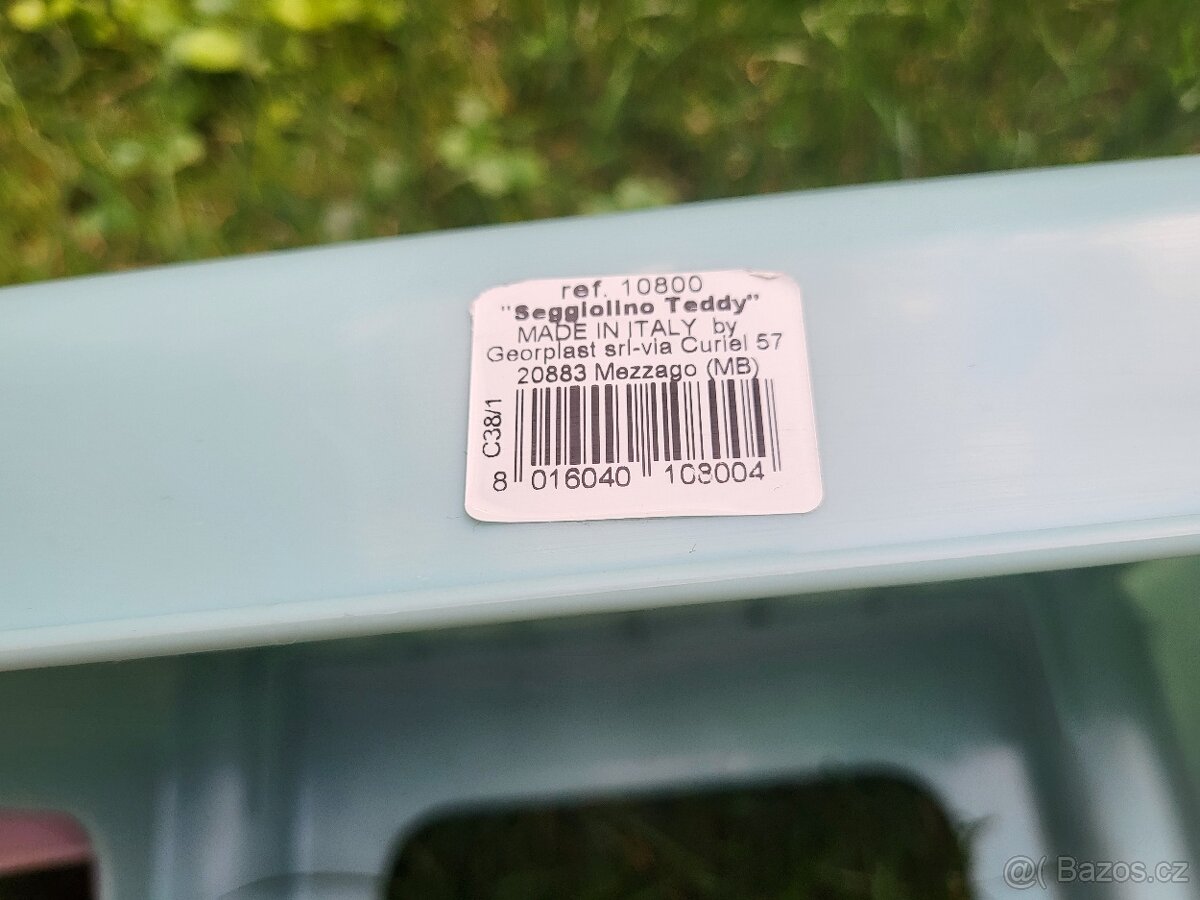 ref. 10800
"Seggiolino Teddy"
MADE IN ITALY by
Georplast srl-via Curiel 57
20883 Mezzago (MB)
C38/1
8 016040 108004
@( Bazos.cz